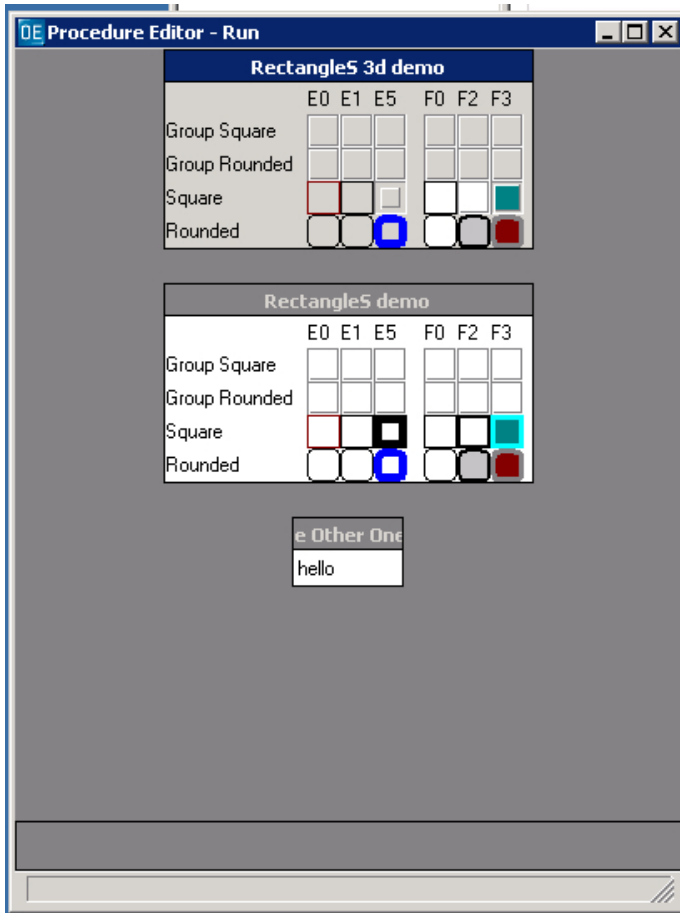 OE Procedure Editor - Run
RectangleS 3d demo
E0 E1 E5 F0 F2 F3
Group Square
Group Rounded
Square
Rounded
RectangleS demo
E0 E1 E5 F0 F2 F3
Group Square
Group Rounded
Square
Rounded
e Other One
hello